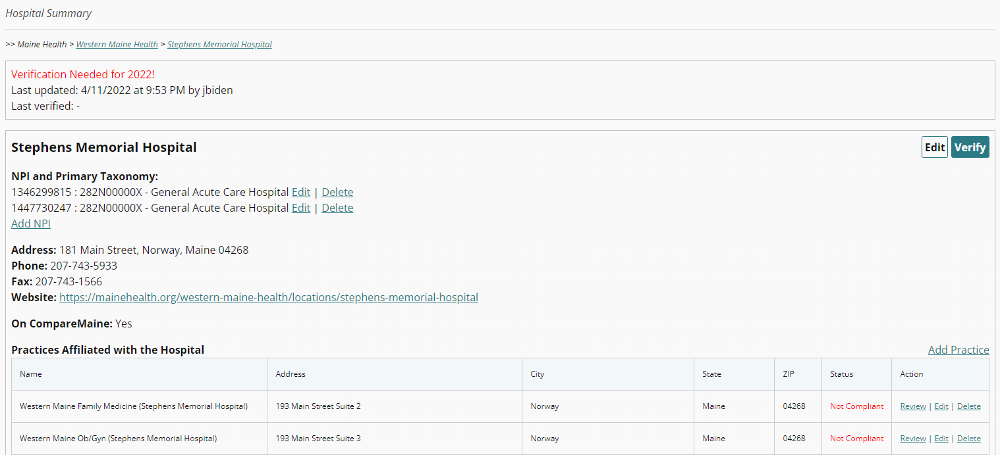 Hospital Summary
>> Maine Health > Western Maine Health > Stephens Memorial Hospital
Verification Needed for 2022!
Last updated: 4/11/2022 at 9:53 PM by jbiden
Last verified: -
Stephens Memorial Hospital Edit Verify
NPI and Primary Taxonomy:
1346299815 : 282N00000X - General Acute Care Hospital Edit | Delete
1447730247 : 282N00000X - General Acute Care Hospital Edit | Delete
Add NPI
Address: 181 Main Street, Norway, Maine 04268
Phone: 207-743-5933
Fax: 207-743-1566
Website: https://mainehealth.org/western-maine-health/locations/stephens-memorial-hospital
On CompareMaine: Yes
Practices Affiliated with the Hospital Add Practice
Name Address City State ZIP Status Action
Western Maine Family Medicine (Stephens Memorial Hospital) 193 Main Street Suite 2 Norway Maine 04268 Not Compliant Review | Edit | Delete
Western Maine Ob/Gyn (Stephens Memorial Hospital) 193 Main Street Suite 3 Norway Maine 04268 Not Compliant Review | Edit | Delete